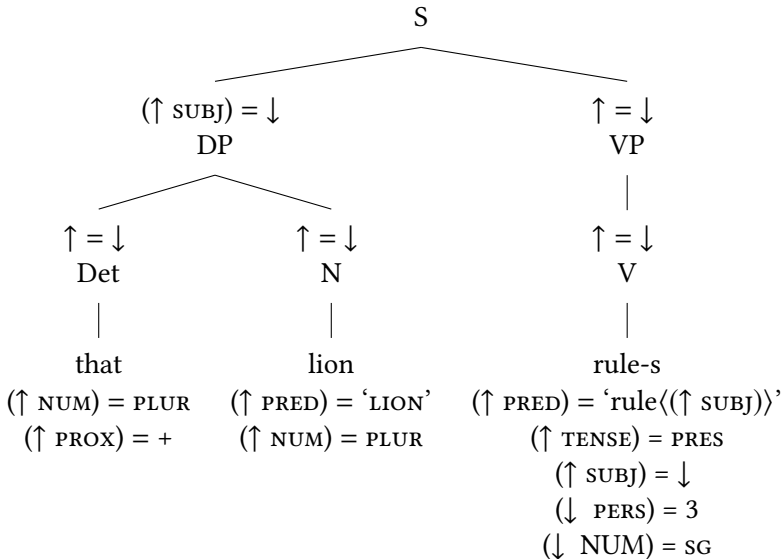 S
(↑ SUBJ) = ↓ ↑ = ↓
DP VP
↑ = ↓ ↑ = ↓ ↑ = ↓
Det N V
that lion rule-s
(↑ NUM) = PLUR (↑ PRED) = ‘LION’ (↑ PRED) = ‘rule⟨(↑ SUBJ)⟩’
(↑ PROX) = + (↑ NUM) = PLUR (↑ TENSE) = PRES
(↑ SUBJ) = ↓
(↓ PERS) = 3
(↓ NUM) = SG